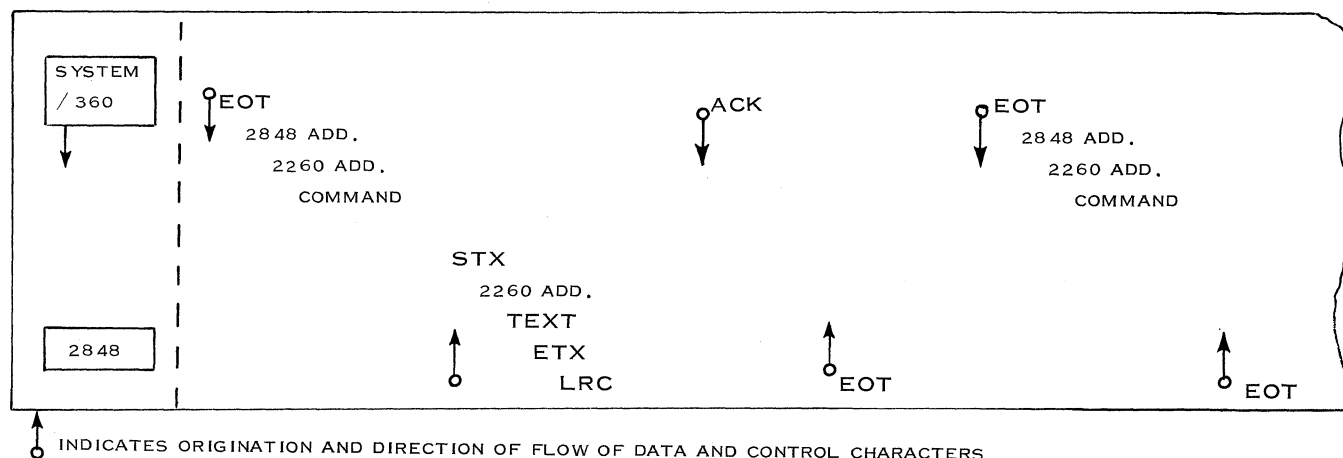 SYSTEM
/ 360
EOT
2848 ADD.
2260 ADD.
COMMAND
STX
2260 ADD.
TEXT
ETX
LRC
ACK
EOT
EOT
2848 ADD.
2260 ADD.
COMMAND
EOT
2848
INDICATES ORIGINATION AND DIRECTION OF FLOW OF DATA AND CONTROL CHARACTERS